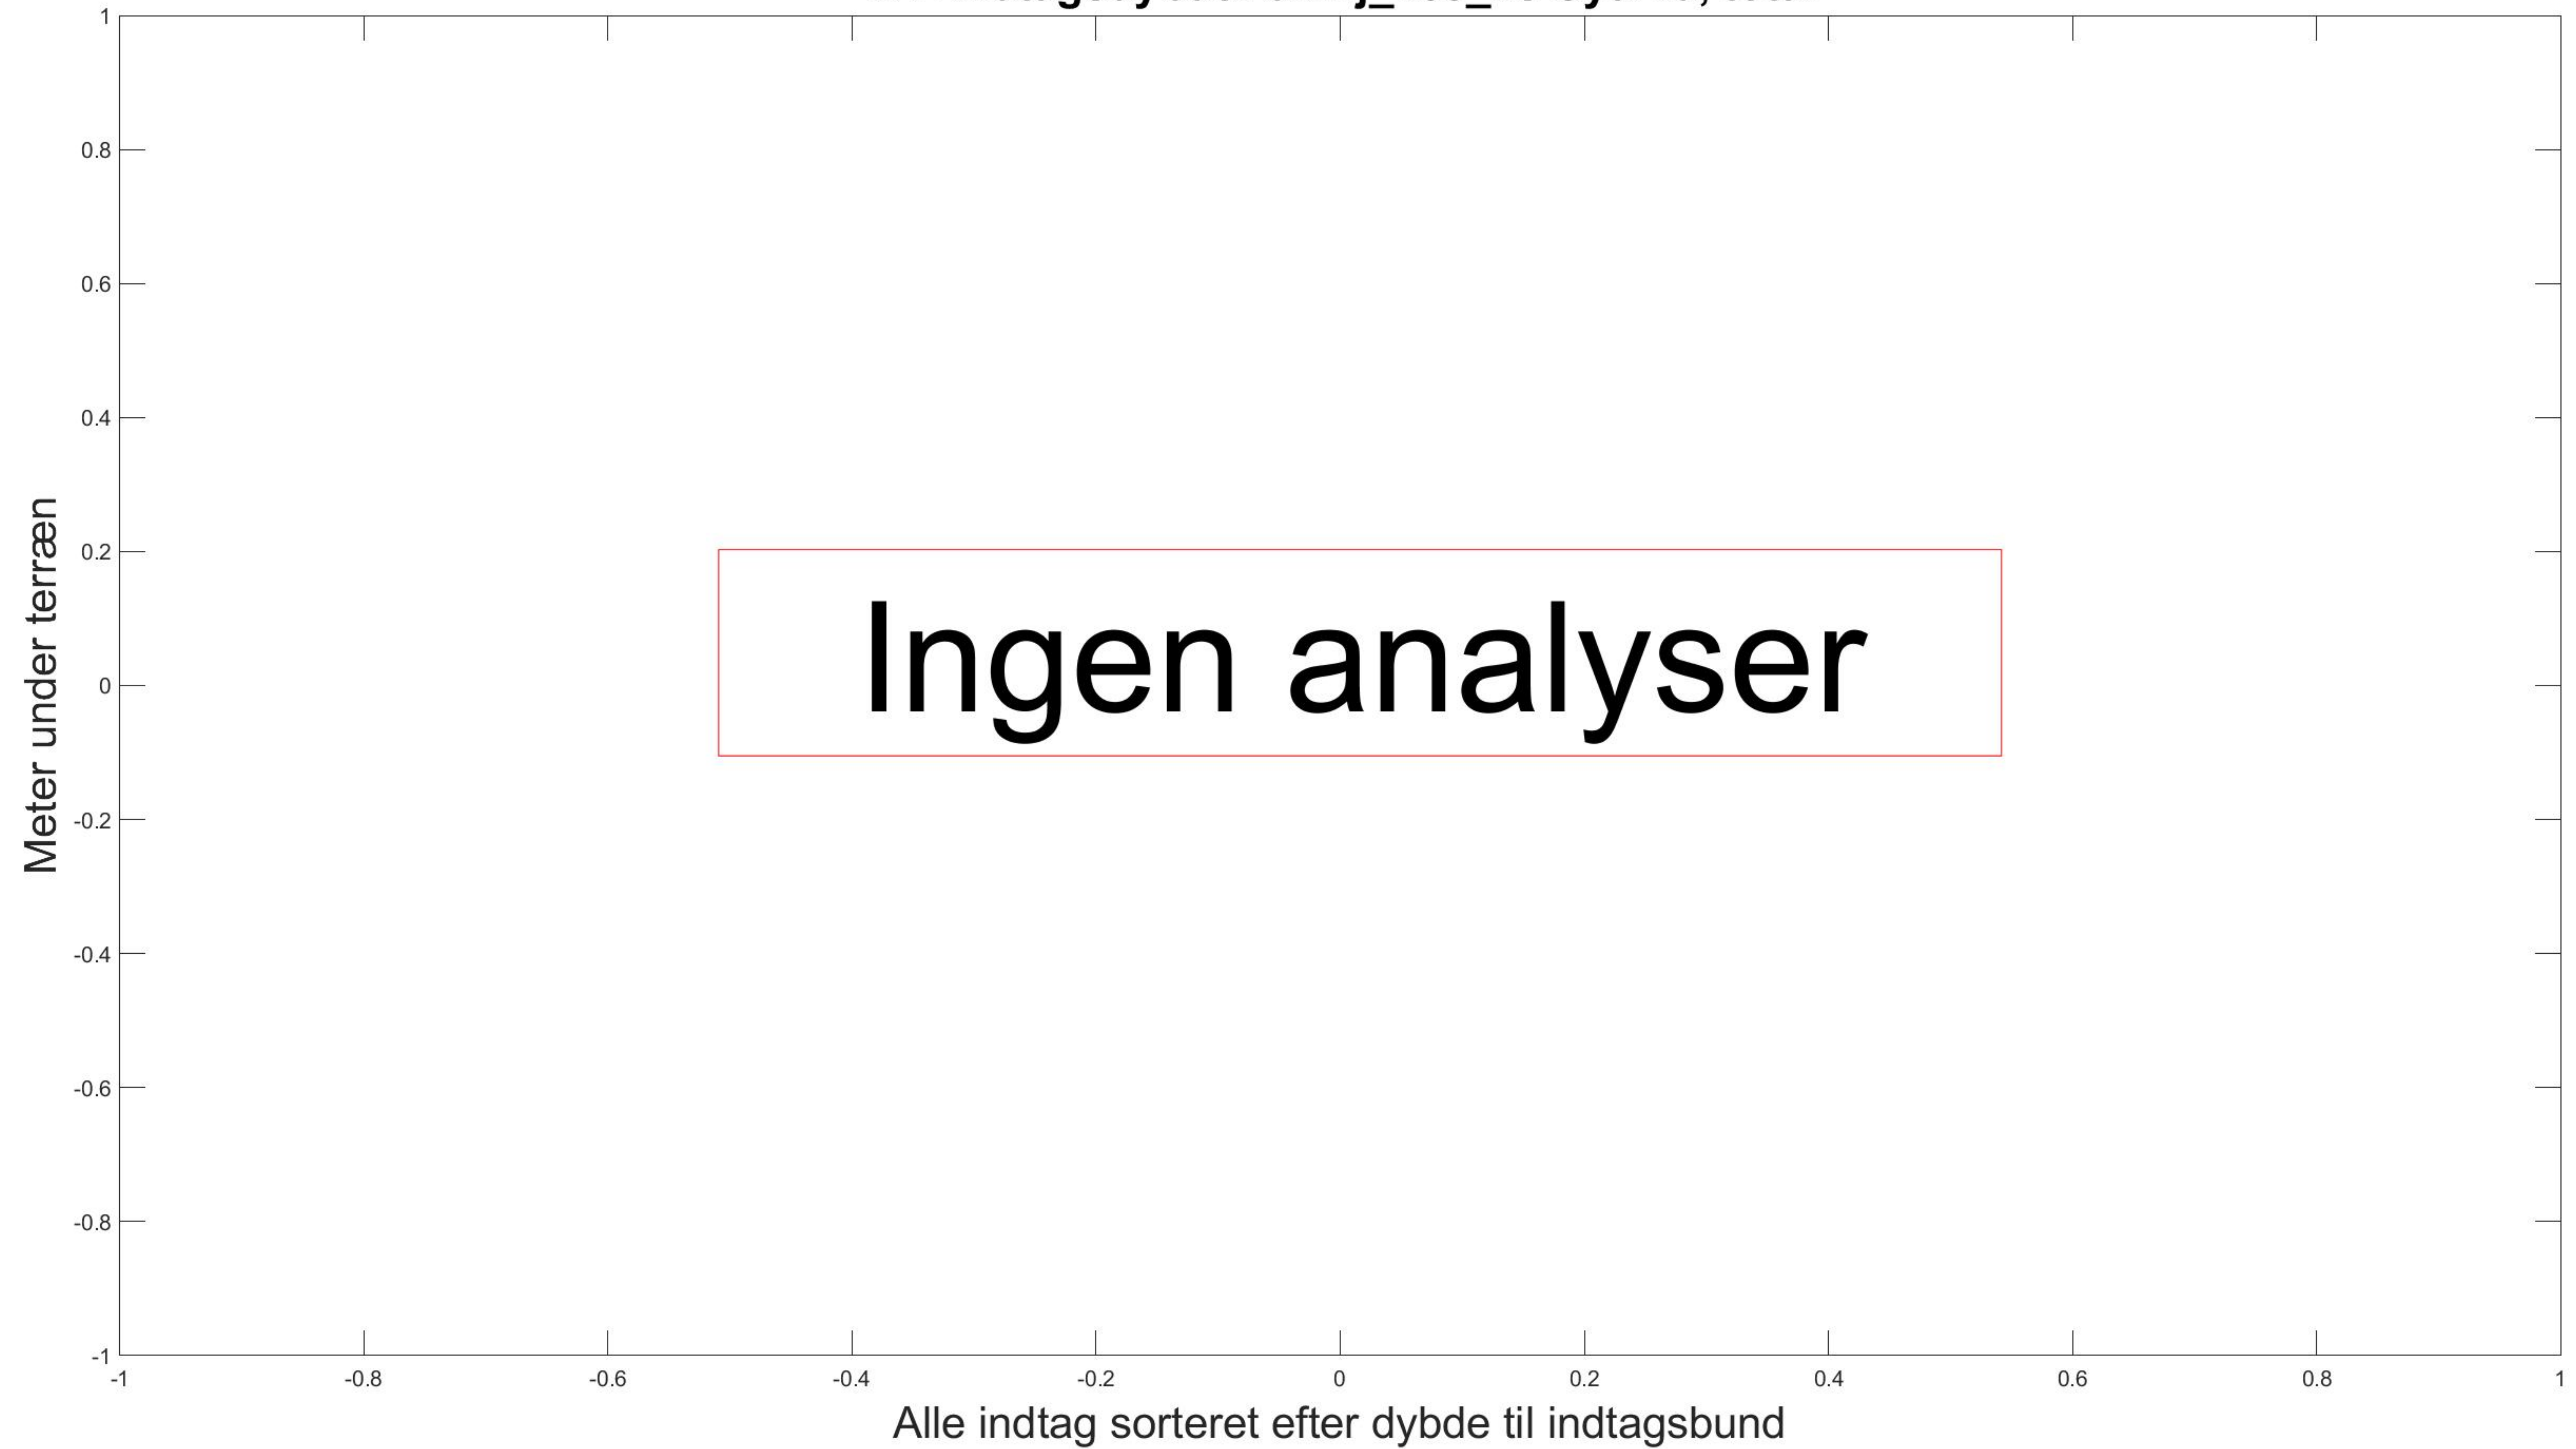 1
0.8
0.6
0.4
0.2
0
-0.2
-0.4
-0.6
-0.8
-1
Meter under terræn
Ingen analyser
-1 -0.8 -0.6 -0.4 -0.2 0 0.2 0.4 0.6 0.8 1
Alle indtag sorteret efter dybde til indtagsbund